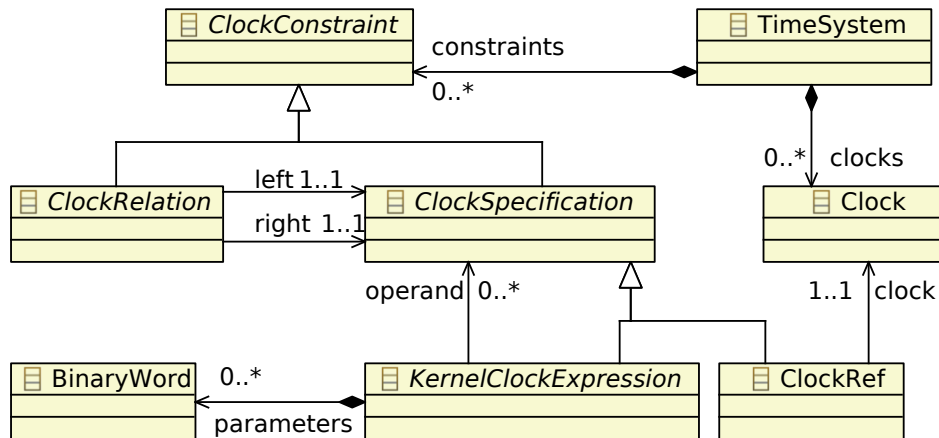 ClockConstraint
TimeSystem
constraints
0..*
0..* clocks
ClockRelation
left 1..1
ClockSpecification
Clock
right 1..1
operand 0..*
1..1 clock
BinaryWord
0..*
KernelClockExpression
ClockRef
parameters